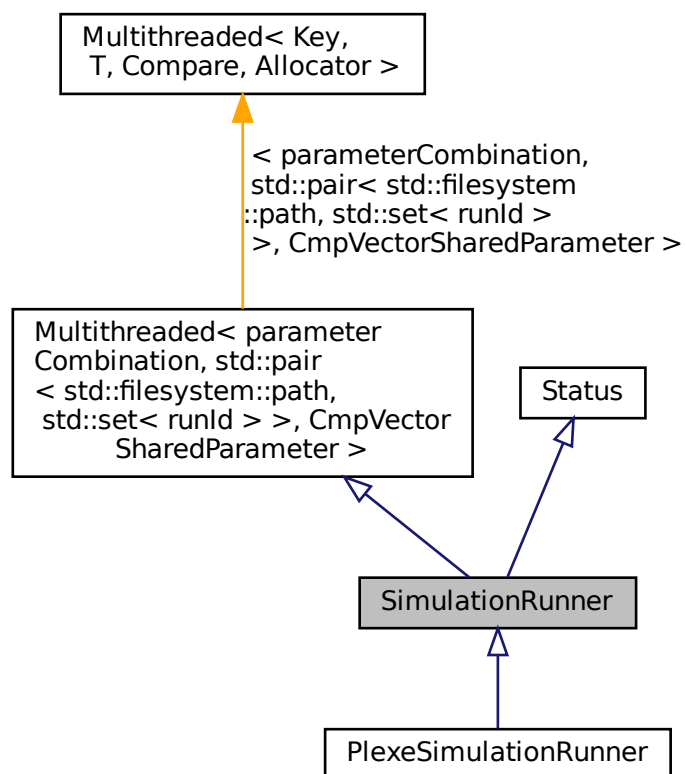 Multithreaded< Key,
T, Compare, Allocator >
< parameterCombination,
std::pair< std::filesystem
::path, std::set< runId >
>, CmpVectorSharedParameter >
Multithreaded< parameter
Combination, std::pair
< std::filesystem::path,
std::set< runId > >, CmpVector
SharedParameter >
Status
SimulationRunner
PlexeSimulationRunner